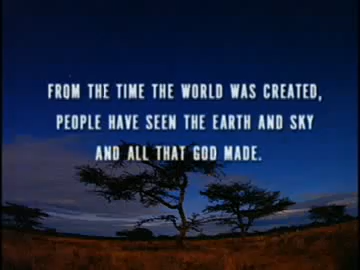 FROM THE TIME THE WORLD WAS CREATED,
PEOPLE HAVE SEEN THE EARTH AND SKY
AND ALL THAT GOD MADE.